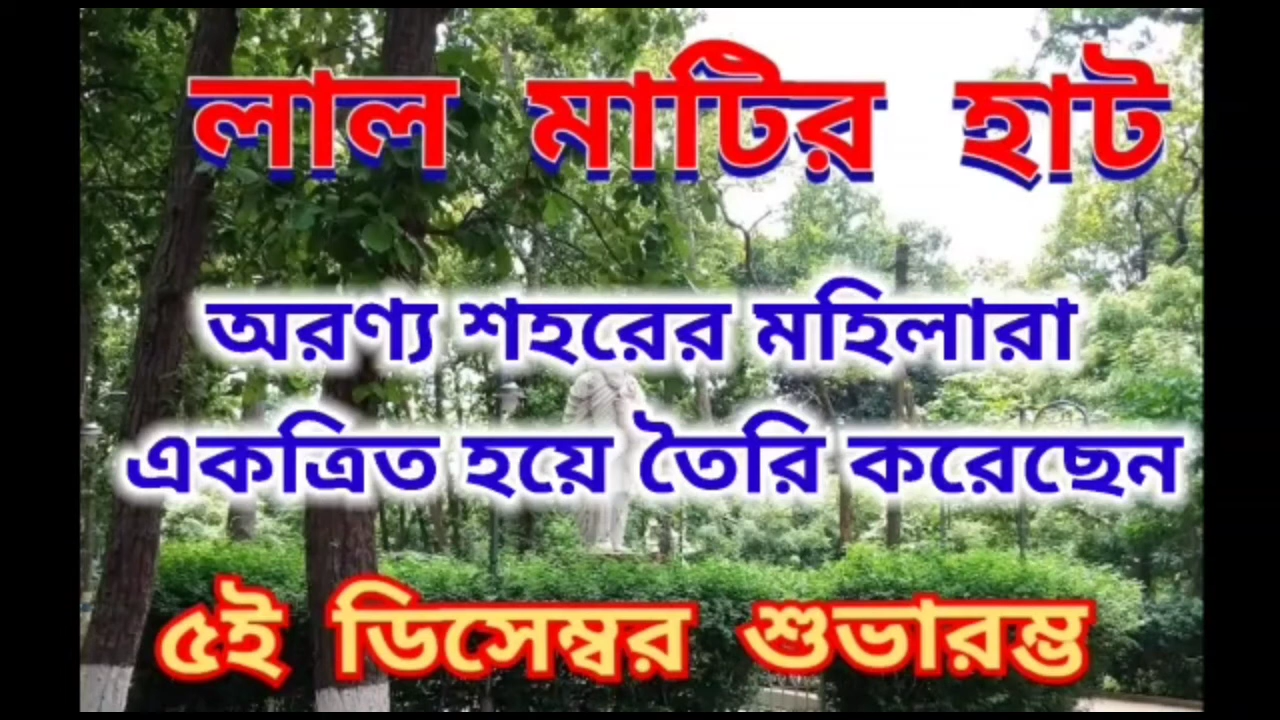 লাল মাটির হাট
অরণ্য শহরের মহিলারা
একত্রিত হয়ে তৈরি করেছেন
৫ই ডিসেম্বর শুভারম্ভ